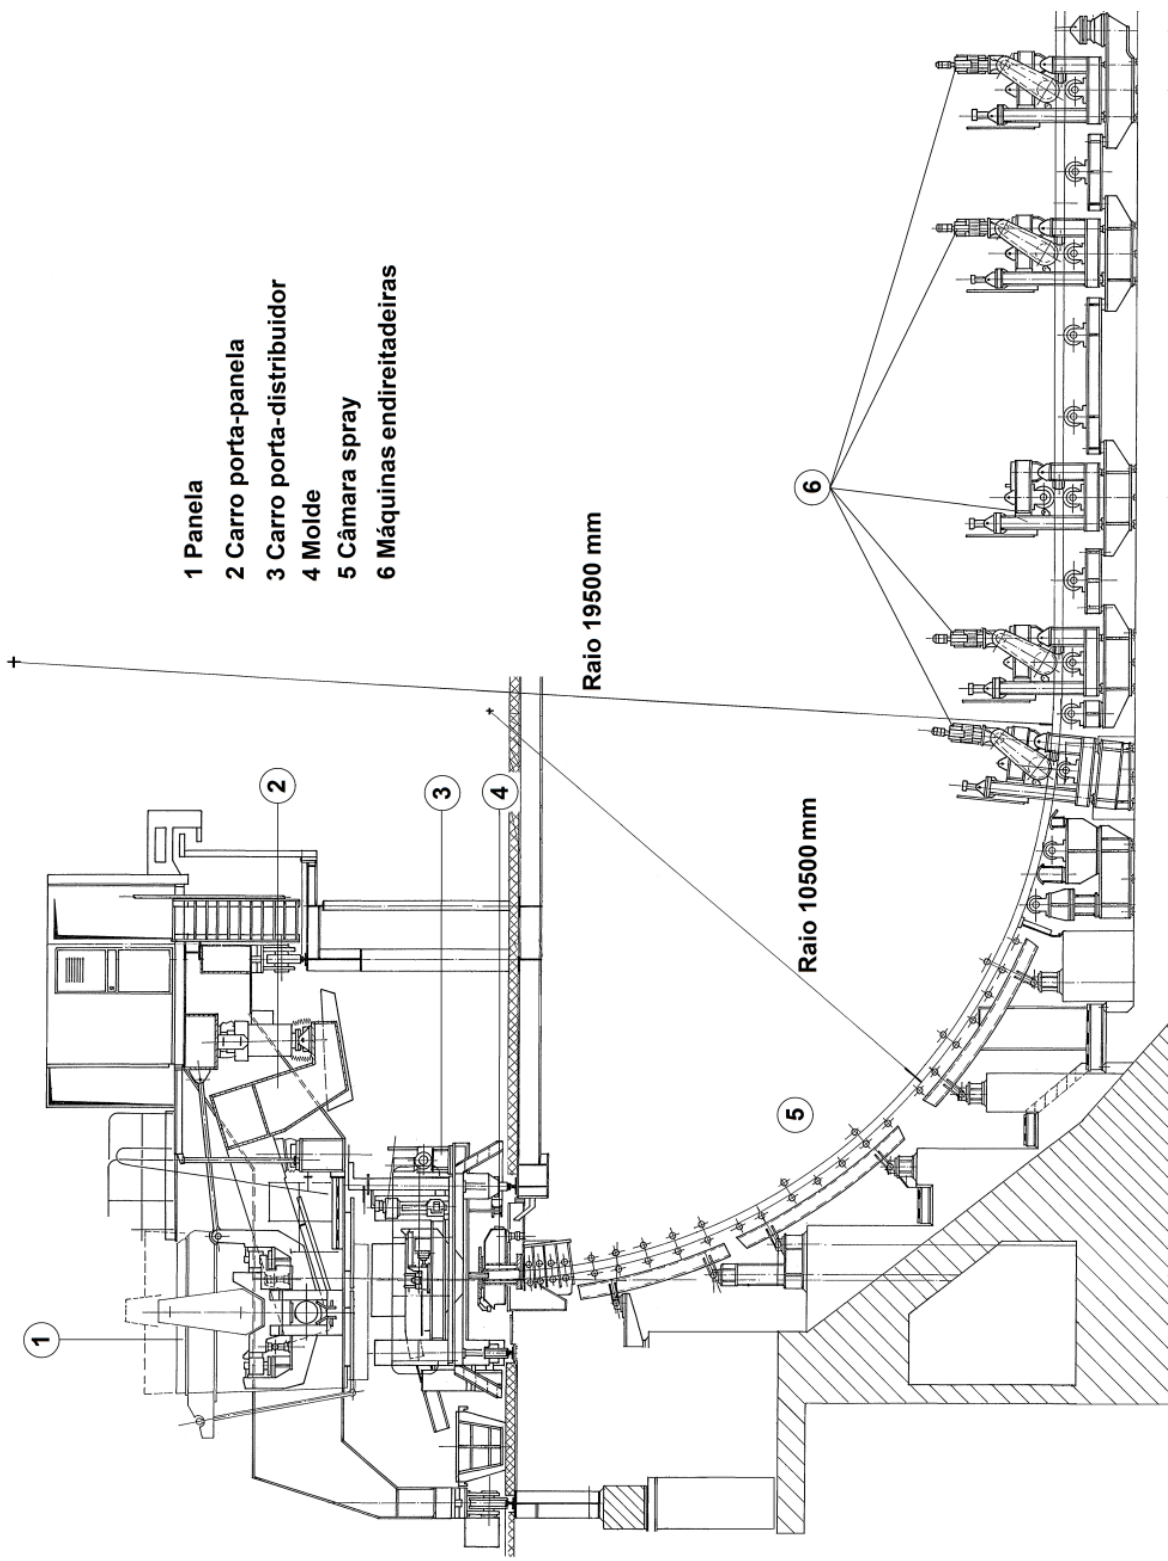 1 Panela
2 Carro porta-panela
3 Carro porta-distribuidor
4 Molde
5 Câmara spray
6 Máquinas endireitadeiras
1
2
3
4
Raio 19500 mm
Raio 10500 mm
5
6